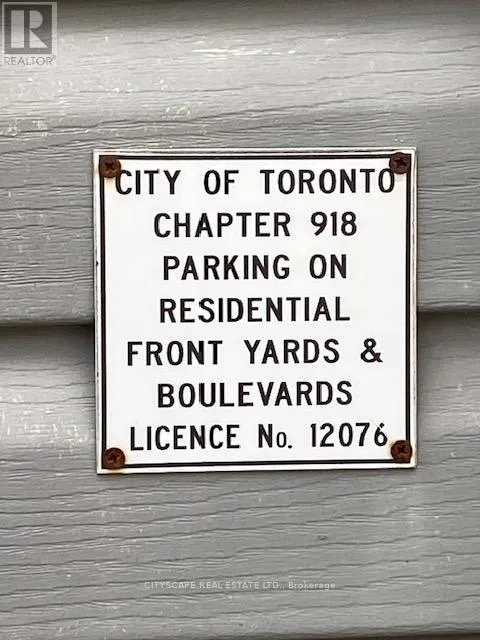 R
REALTOR®
CITY OF TORONTO
CHAPTER 918
PARKING ON
RESIDENTIAL
FRONT YARDS &
BOULEVARDS
LICENCE No. 12076
CITYSCAPE REAL ESTATE LTD., Brokerage